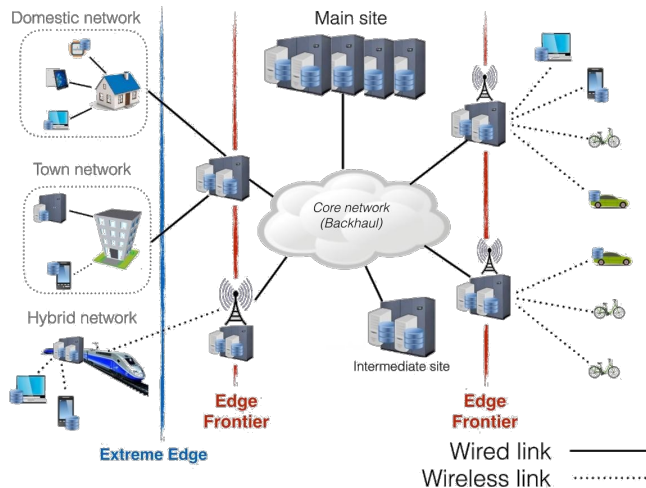 Domestic network
Main site
Town network
Core network
(Backhaul)
Hybrid network
Intermediate site
Edge
Frontier
Edge
Frontier
Extreme Edge
Wired link
Wireless link